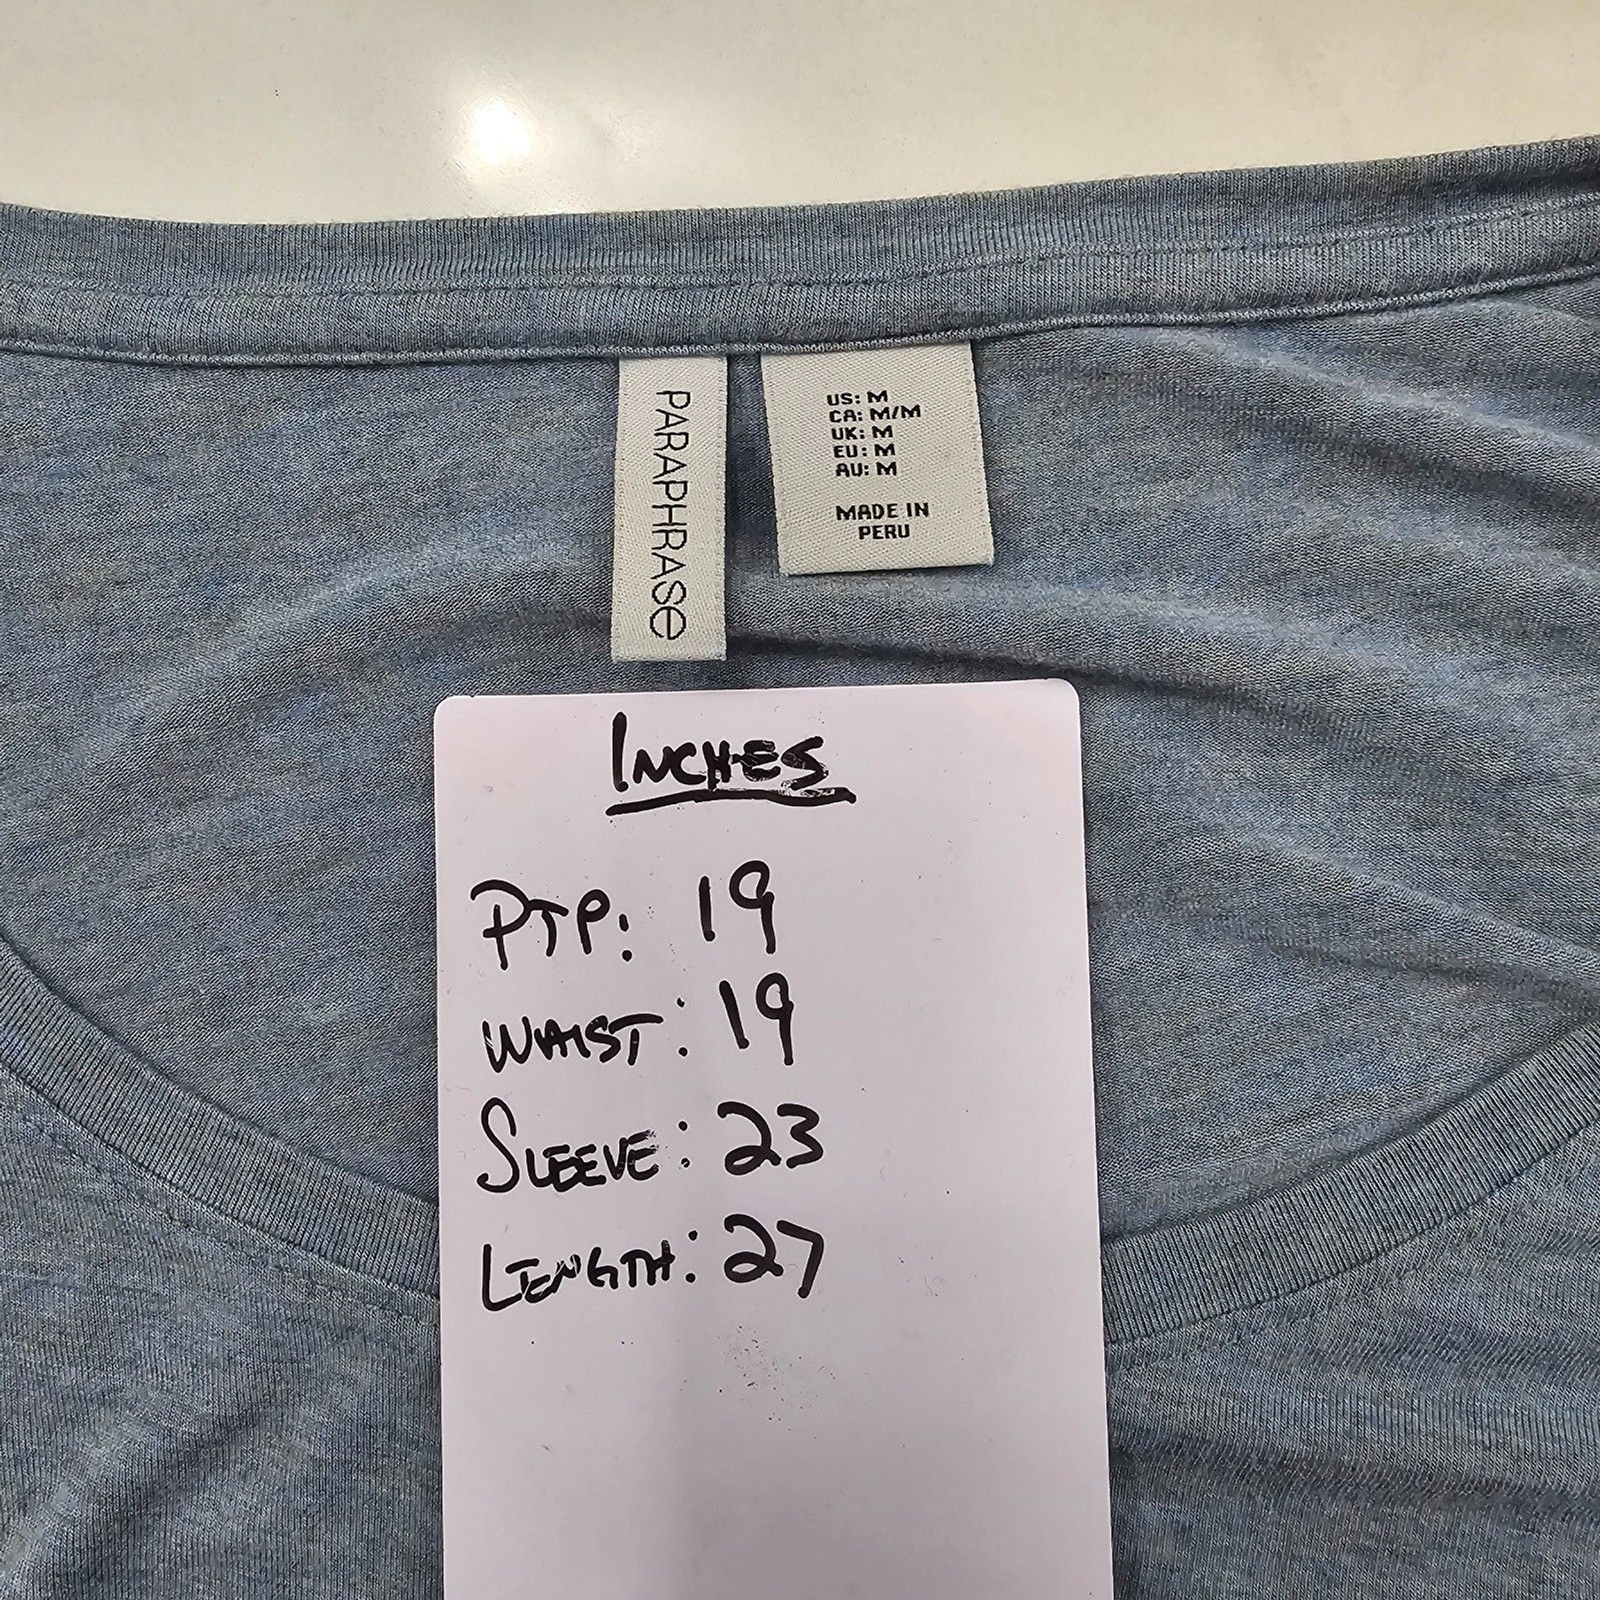 PARAPHRASe
US: M
CA: M/M
UK: M
EU: M
AU: M
MADE IN
PERU
INCHES
PTP: 19
WAIST: 19
SLEEVE: 23
LENGTH: 27